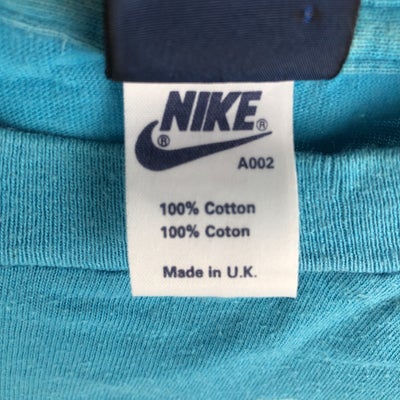 NIKE®
®
A002
100% Cotton
100% Coton
Made in U.K.